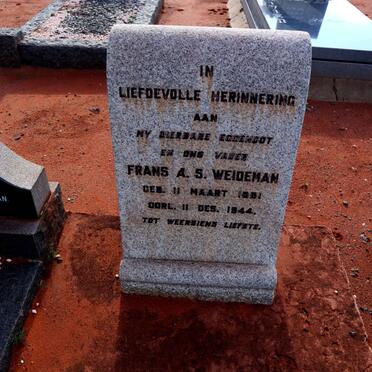 IN
LIEFDEVOLLE HERINNERING
AAN
MY DIERBARE EGGENOOT
EN ONS VADER
FRANS A. S. WEIDEMAN
GEB. 11 MAART 1891
OORL. 11 DES. 1944.
TOT WEERSIENS LIEFSTE.